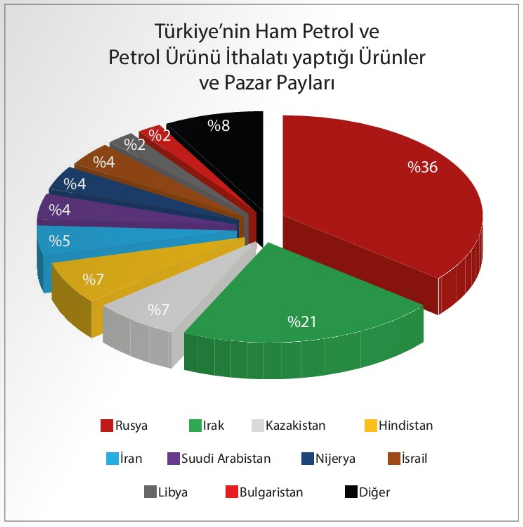 Türkiye'nin Ham Petrol ve
Petrol Ürünü İthalatı yaptığı Ürünler
ve Pazar Payları
%8
%2
%2
%36
%4
%4
%4
%5
%7
%7
%21
Rusya Irak Kazakistan Hindistan
İran Suudi Arabistan Nijerya İsrail
Libya Bulgaristan Diğer